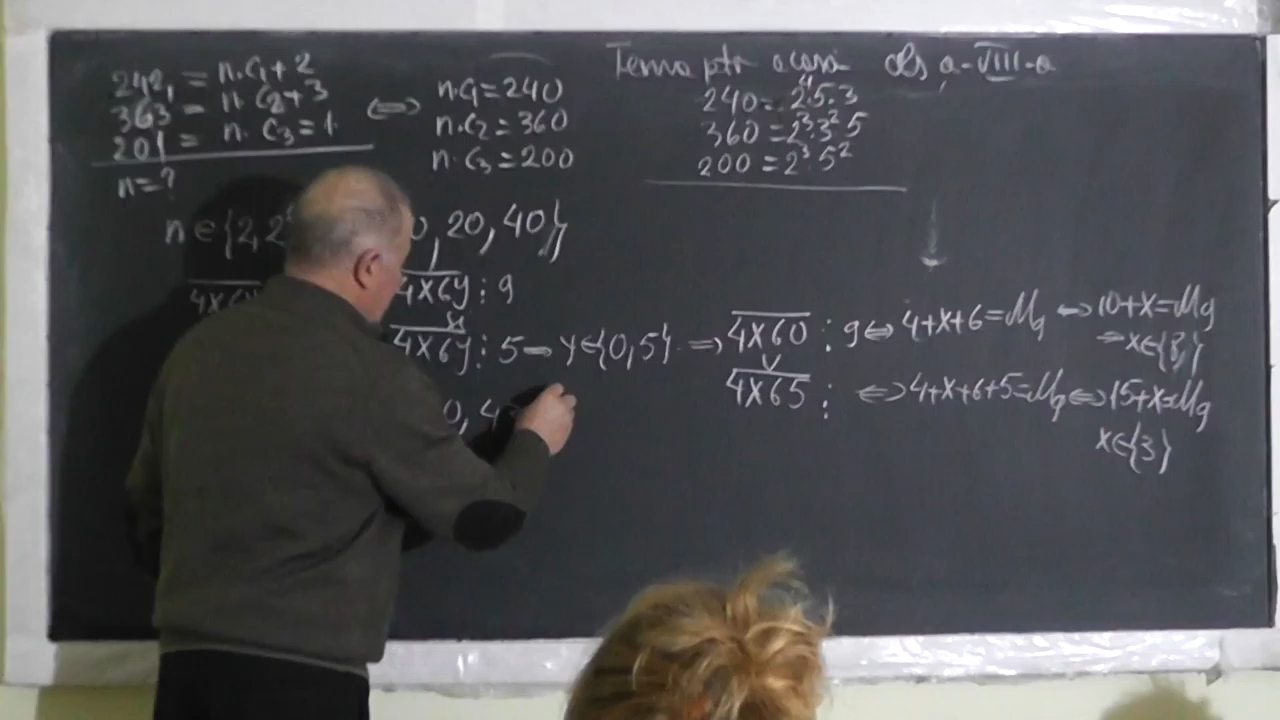 Tema ptr acasă cls a-VIII-a
242 = n·C1+2
363 = n·C2+3
201 = n·C3=1
n=?
⇔
n·C1=240
n·C2=360
n·C3=200
240=2⁴·5·3
360=2³·3²·5
200=2³·5²
n∈{2,2 0,20,40}
4x6y ⋮ 9
4x6y ⋮ 5 → y∈{0,5} ⇒ 4x60 ⋮ 9 ⇔ 4+x+6=M9 ⇔ 10+x=M9
⇒x∈{8}
4x65 ⋮ ⇔ 4+x+6+5=M9 ⇔ 15+x=M9
x∈{3}
0, 4